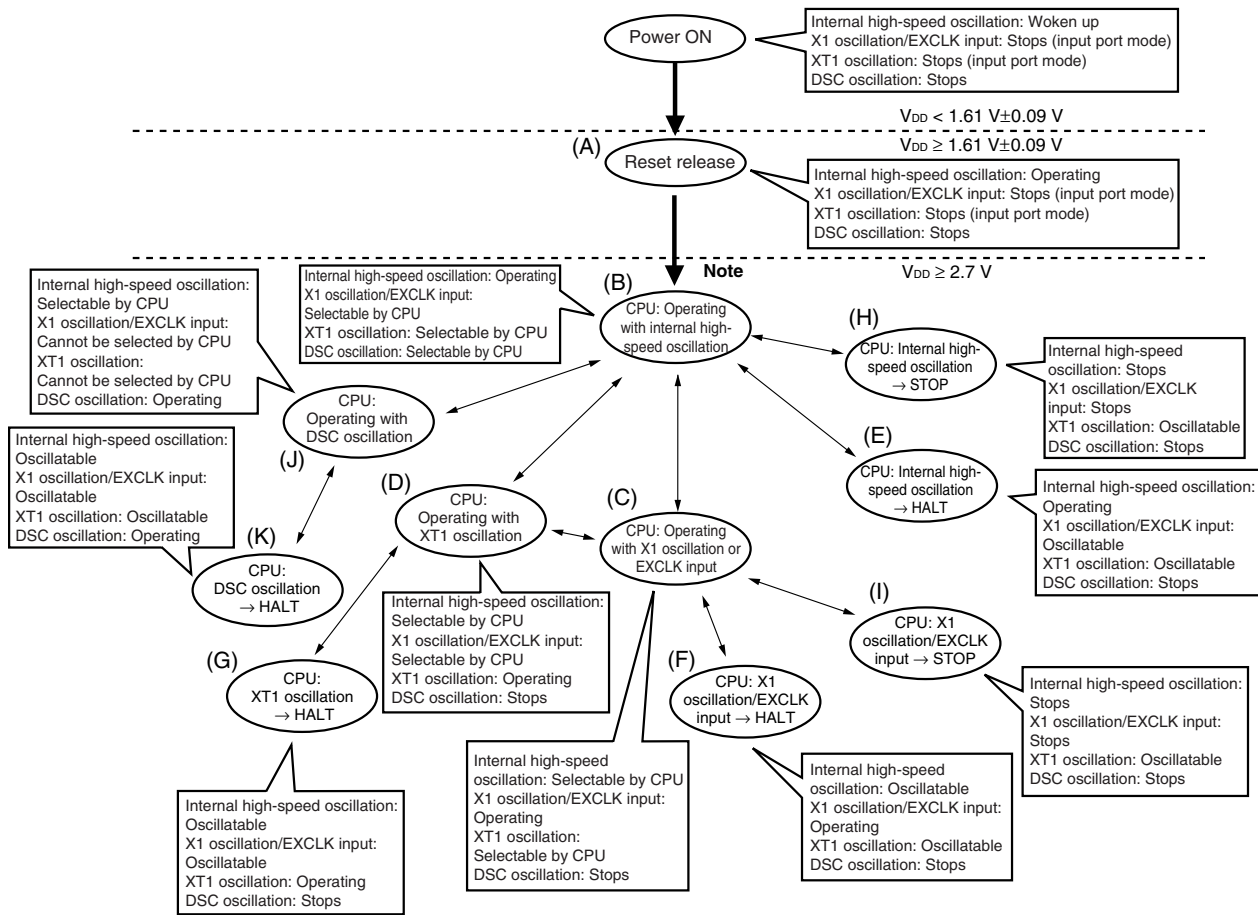 Power ON
Internal high-speed oscillation: Woken up
X1 oscillation/EXCLK input: Stops (input port mode)
XT1 oscillation: Stops (input port mode)
DSC oscillation: Stops
VDD < 1.61 V±0.09 V
VDD ≥ 1.61 V±0.09 V
(A)
Reset release
Internal high-speed oscillation: Operating
X1 oscillation/EXCLK input: Stops (input port mode)
XT1 oscillation: Stops (input port mode)
DSC oscillation: Stops
Note
VDD ≥ 2.7 V
Internal high-speed oscillation:
Selectable by CPU
X1 oscillation/EXCLK input:
Cannot be selected by CPU
XT1 oscillation:
Cannot be selected by CPU
DSC oscillation: Operating
Internal high-speed oscillation: Operating
X1 oscillation/EXCLK input:
Selectable by CPU
XT1 oscillation: Selectable by CPU
DSC oscillation: Selectable by CPU
(B)
CPU: Operating
with internal high-
speed oscillation
(H)
CPU: Internal high-
speed oscillation
→ STOP
Internal high-speed
oscillation: Stops
X1 oscillation/EXCLK
input: Stops
XT1 oscillation: Oscillatable
DSC oscillation: Stops
CPU:
Operating with
DSC oscillation
(J)
Internal high-speed oscillation:
Oscillatable
X1 oscillation/EXCLK input:
Oscillatable
XT1 oscillation: Oscillatable
DSC oscillation: Operating
(E)
CPU: Internal high-
speed oscillation
→ HALT
Internal high-speed oscillation:
Operating
X1 oscillation/EXCLK input:
Oscillatable
XT1 oscillation: Oscillatable
DSC oscillation: Stops
(D)
CPU:
Operating with
XT1 oscillation
(C)
CPU: Operating
with X1 oscillation or
EXCLK input
(K)
CPU:
DSC oscillation
→ HALT
Internal high-speed oscillation:
Selectable by CPU
X1 oscillation/EXCLK input:
Selectable by CPU
XT1 oscillation: Operating
DSC oscillation: Stops
(I)
CPU: X1
oscillation/EXCLK
input → STOP
(G)
CPU:
XT1 oscillation
→ HALT
(F)
CPU: X1
oscillation/EXCLK
input → HALT
Internal high-speed oscillation:
Stops
X1 oscillation/EXCLK input:
Stops
XT1 oscillation: Oscillatable
DSC oscillation: Stops
Internal high-speed oscillation:
Oscillatable
X1 oscillation/EXCLK input:
Oscillatable
XT1 oscillation: Operating
DSC oscillation: Stops
Internal high-speed
oscillation: Selectable by CPU
X1 oscillation/EXCLK input:
Operating
XT1 oscillation:
Selectable by CPU
DSC oscillation: Stops
Internal high-speed
oscillation: Oscillatable
X1 oscillation/EXCLK input:
Operating
XT1 oscillation: Oscillatable
DSC oscillation: Stops